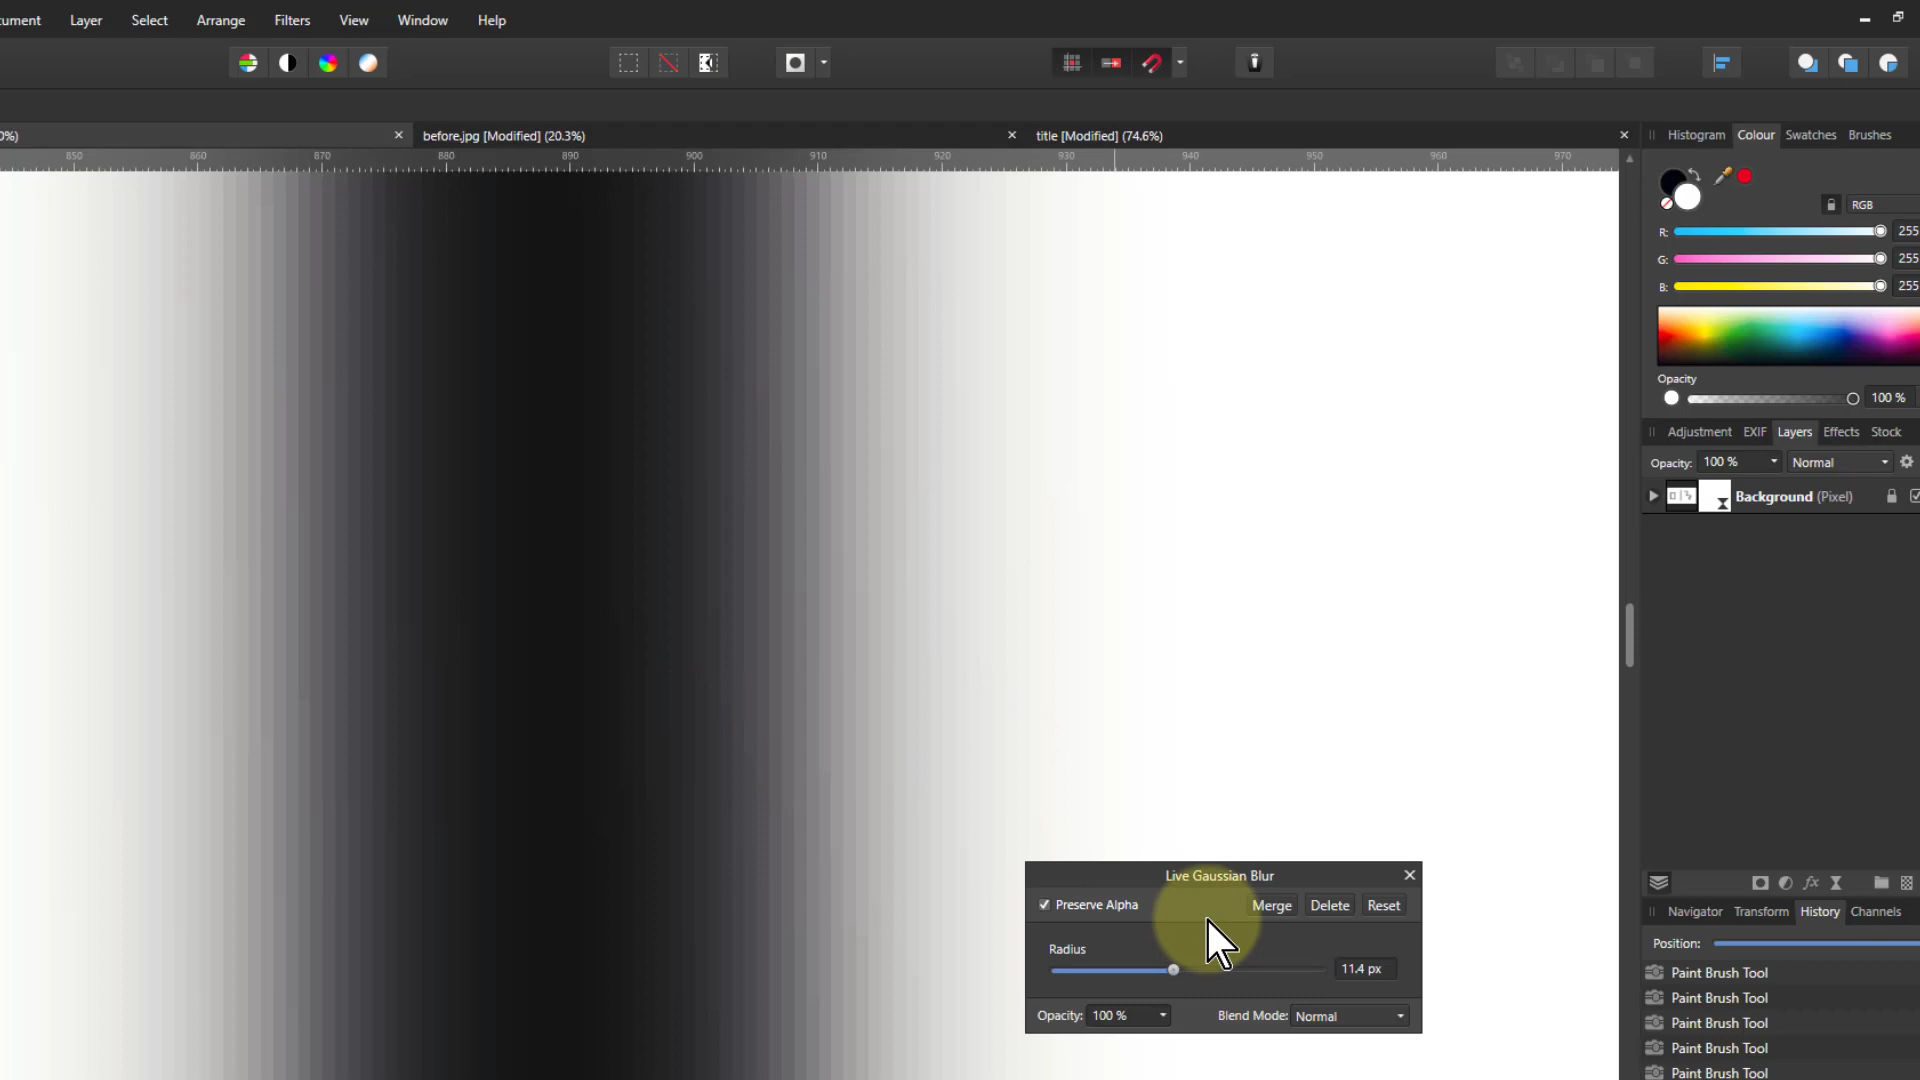 cument Layer Select Arrange Filters View Window Help
0%) before.jpg [Modified] (20.3%) title [Modified] (74.6%)
Histogram Colour Swatches Brushes
850 860 870 880 890 900 910 920 930 940 950 960 970
RGB
R: 255
G: 255
B: 255
Opacity
100 %
Adjustment EXIF Layers Effects Stock
Opacity: 100 % Normal
Background (Pixel)
Live Gaussian Blur
Preserve Alpha Merge Delete Reset
Radius
11.4 px
Opacity: 100 % Blend Mode: Normal
fx
Navigator Transform History Channels
Position:
Paint Brush Tool
Paint Brush Tool
Paint Brush Tool
Paint Brush Tool
Paint Brush Tool